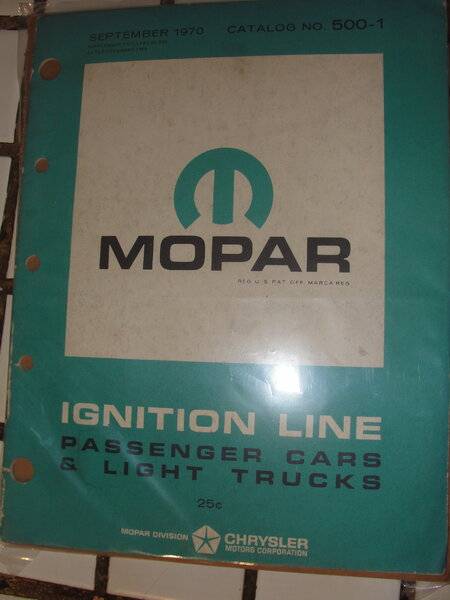 SEPTEMBER 1970 CATALOG NO. 500-1
MOPAR
REG. U.S. PAT. OFF. MARCA REG.
IGNITION LINE
PASSENGER CARS
& LIGHT TRUCKS
25¢
MOPAR DIVISION CHRYSLER
MOTORS CORPORATION